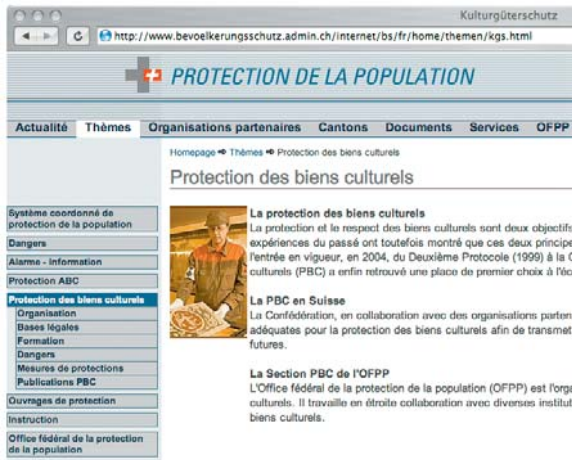 Kulturgüterschutz
http://www.bevoelkerungsschutz.admin.ch/internet/bs/fr/home/themen/kgs.html
PROTECTION DE LA POPULATION
Actualité Thèmes Organisations partenaires Cantons Documents Services OFPP
Homepage Thèmes Protection des biens culturels
Protection des biens culturels
Système coordonné de
protection de la population
Dangers
Alarme - information
Protection ABC
Protection des biens culturels
Organisation
Bases légales
Formation
Dangers
Mesures de protections
Publications PBC
Ouvrages de protection
Instruction
Office fédéral de la protection
de la population
La protection des biens culturels
La protection et le respect des biens culturels sont deux objectifs
expériences du passé ont toutefois montré que ces deux principe
l'entrée en vigueur, en 2004, du Deuxième Protocole (1999) à la
culturels (PBC) a enfin retrouvé une place de premier choix à l'éc
La PBC en Suisse
La Confédération, en collaboration avec des organisations parten
adéquates pour la protection des biens culturels afin de transmet
futures.
La Section PBC de l'OFPP
L'Office fédéral de la protection de la population (OFPP) est l'orga
culturels. Il travaille en étroite collaboration avec diverses institut
biens culturels.